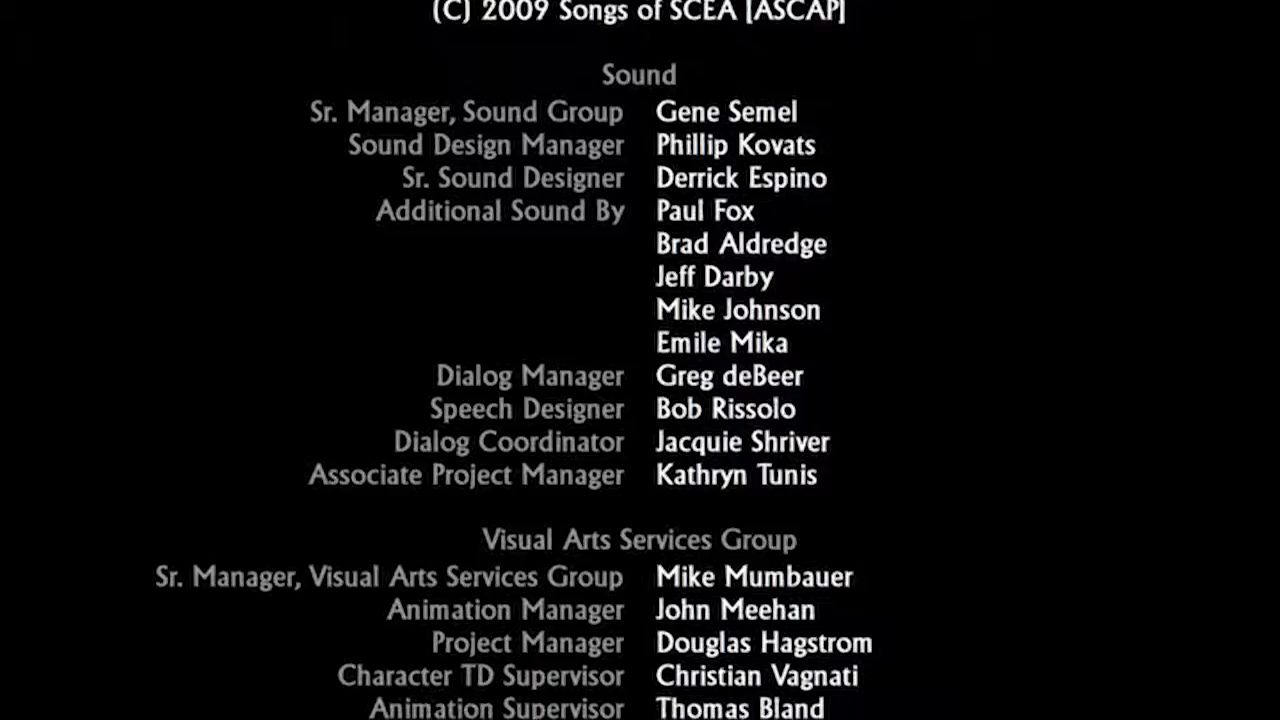 (C) 2009 Songs of SCEA [ASCAP]
Sound
Sr. Manager, Sound Group Gene Semel
Sound Design Manager Phillip Kovats
Sr. Sound Designer Derrick Espino
Additional Sound By Paul Fox
Brad Aldredge
Jeff Darby
Mike Johnson
Emile Mika
Dialog Manager Greg deBeer
Speech Designer Bob Rissolo
Dialog Coordinator Jacquie Shriver
Associate Project Manager Kathryn Tunis
Visual Arts Services Group
Sr. Manager, Visual Arts Services Group Mike Mumbauer
Animation Manager John Meehan
Project Manager Douglas Hagstrom
Character TD Supervisor Christian Vagnati
Animation Supervisor Thomas Bland